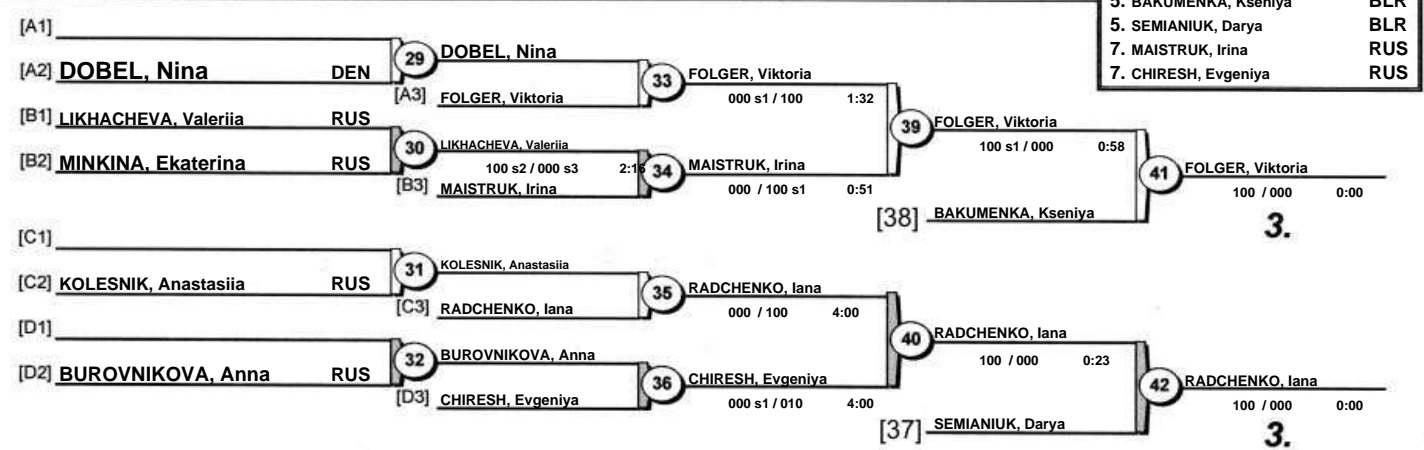 5. BAKUMENKA, Kseniya BLR
5. SEMIANIUK, Darya BLR
7. MAISTRUK, Irina RUS
7. CHIRESH, Evgeniya RUS
[A1]
[A2] DOBEL, Nina DEN
29 DOBEL, Nina
[A3] FOLGER, Viktoria
33 FOLGER, Viktoria
000 s1 / 100 1:32
[B1] LIKHACHEVA, Valeriia RUS
[B2] MINKINA, Ekaterina RUS
30 LIKHACHEVA, Valeriia
100 s2 / 000 s3 2:16
[B3] MAISTRUK, Irina
34 MAISTRUK, Irina
000 / 100 s1 0:51
39 FOLGER, Viktoria
100 s1 / 000 0:58
[38] BAKUMENKA, Kseniya
41 FOLGER, Viktoria
100 / 000 0:00
3.
[C1]
[C2] KOLESNIK, Anastasiia RUS
31 KOLESNIK, Anastasiia
[C3] RADCHENKO, Iana
35 RADCHENKO, Iana
000 / 100 4:00
[D1]
[D2] BUROVNIKOVA, Anna RUS
32 BUROVNIKOVA, Anna
[D3] CHIRESH, Evgeniya
36 CHIRESH, Evgeniya
000 s1 / 010 4:00
40 RADCHENKO, Iana
100 / 000 0:23
[37] SEMIANIUK, Darya
42 RADCHENKO, Iana
100 / 000 0:00
3.